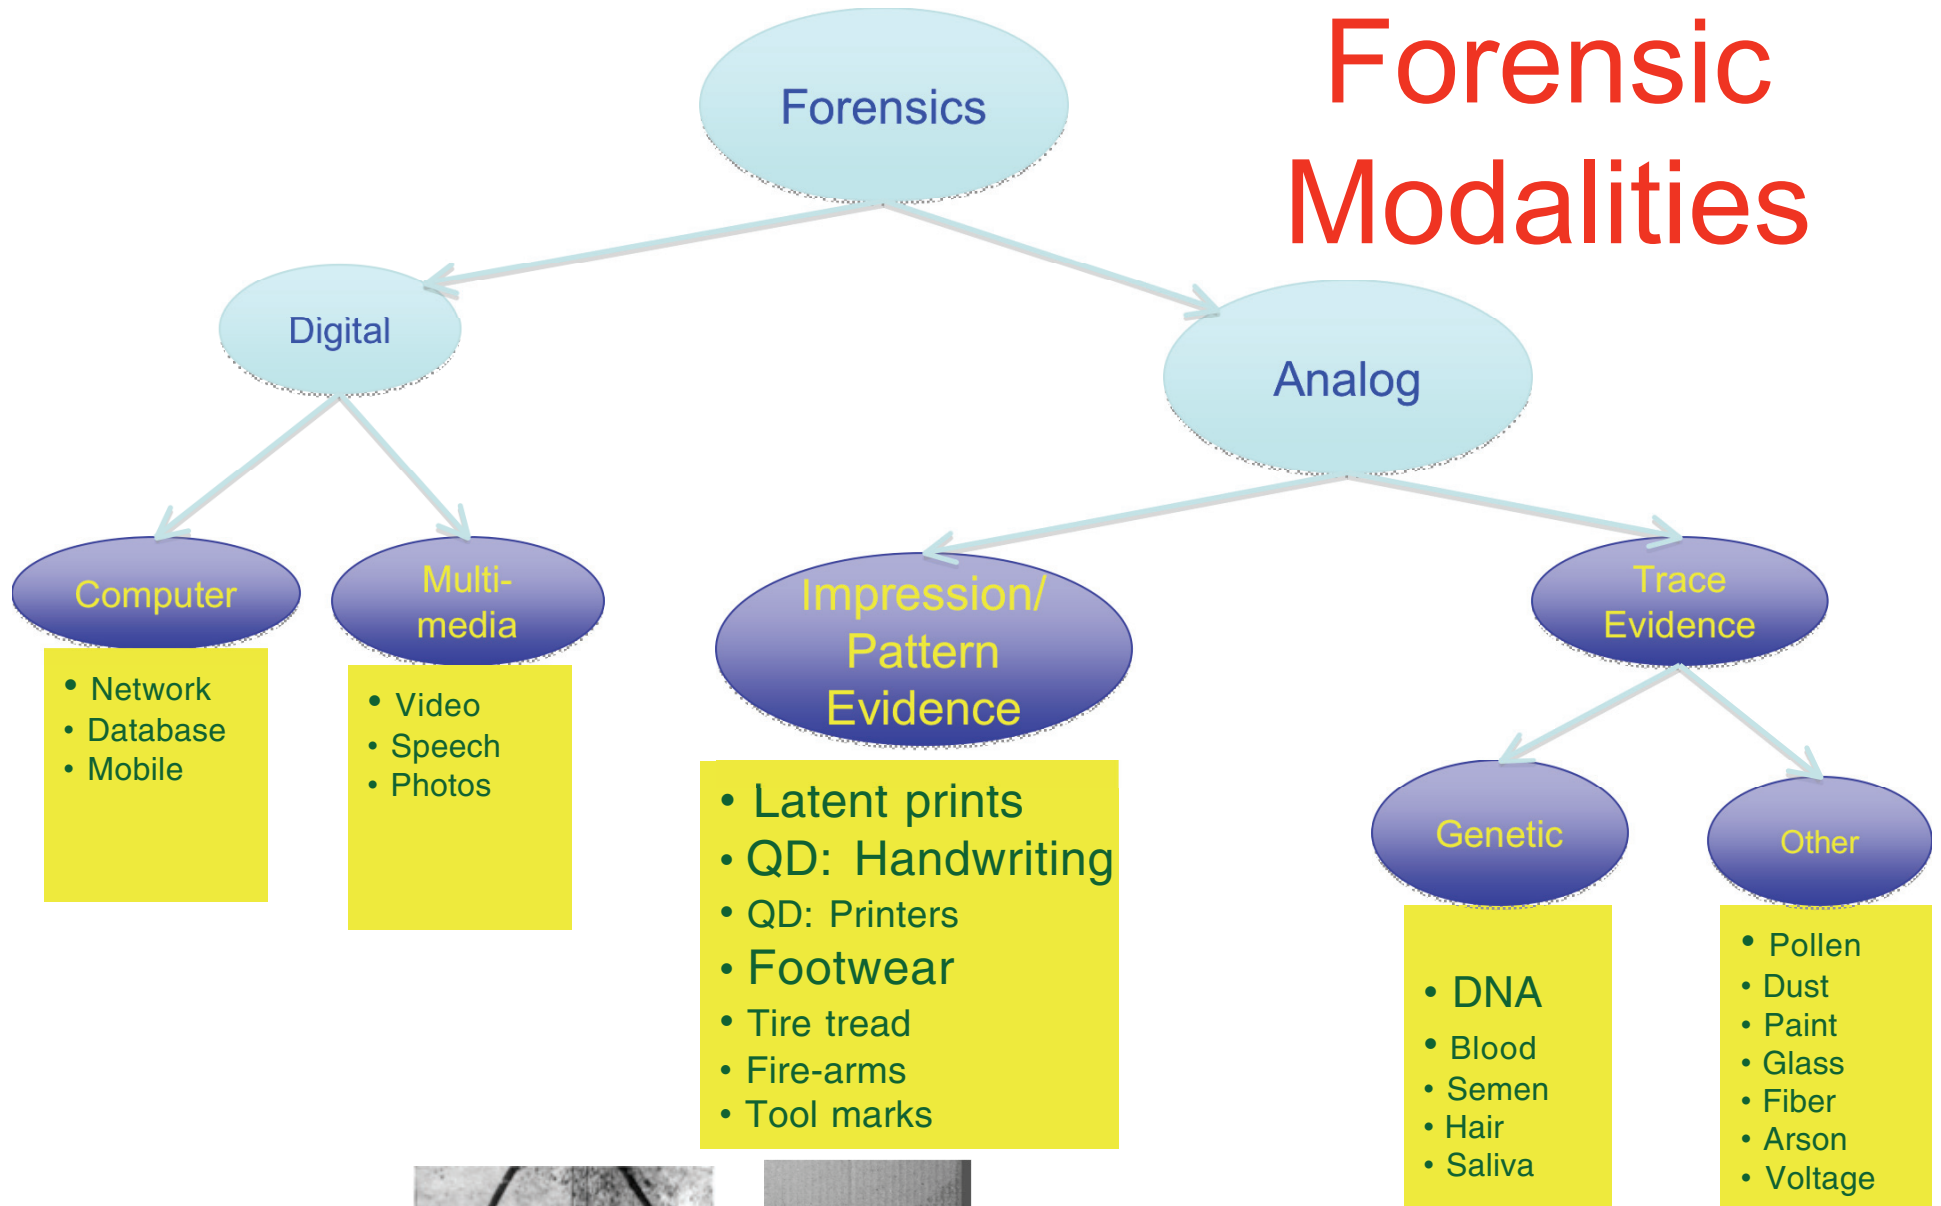 Forensic
Modalities
Forensics
Digital
Analog
Computer
Multi-
media
Impression/
Pattern
Evidence
Trace
Evidence
• Network
• Database
• Mobile
• Video
• Speech
• Photos
• Latent prints
• QD: Handwriting
• QD: Printers
• Footwear
• Tire tread
• Fire-arms
• Tool marks
Genetic
Other
• DNA
• Blood
• Semen
• Hair
• Saliva
• Pollen
• Dust
• Paint
• Glass
• Fiber
• Arson
• Voltage